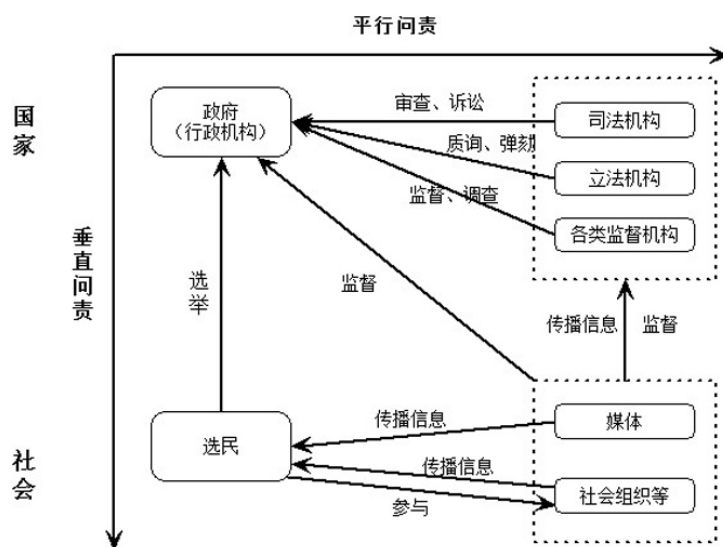 平行问责
国家
政府
（行政机构）
审查、诉讼
司法机构
质询、弹劾
立法机构
监督、调查
各类监督机构
垂直问责
选举
监督
传播信息
监督
社会
选民
传播信息
媒体
传播信息
社会组织等
参与